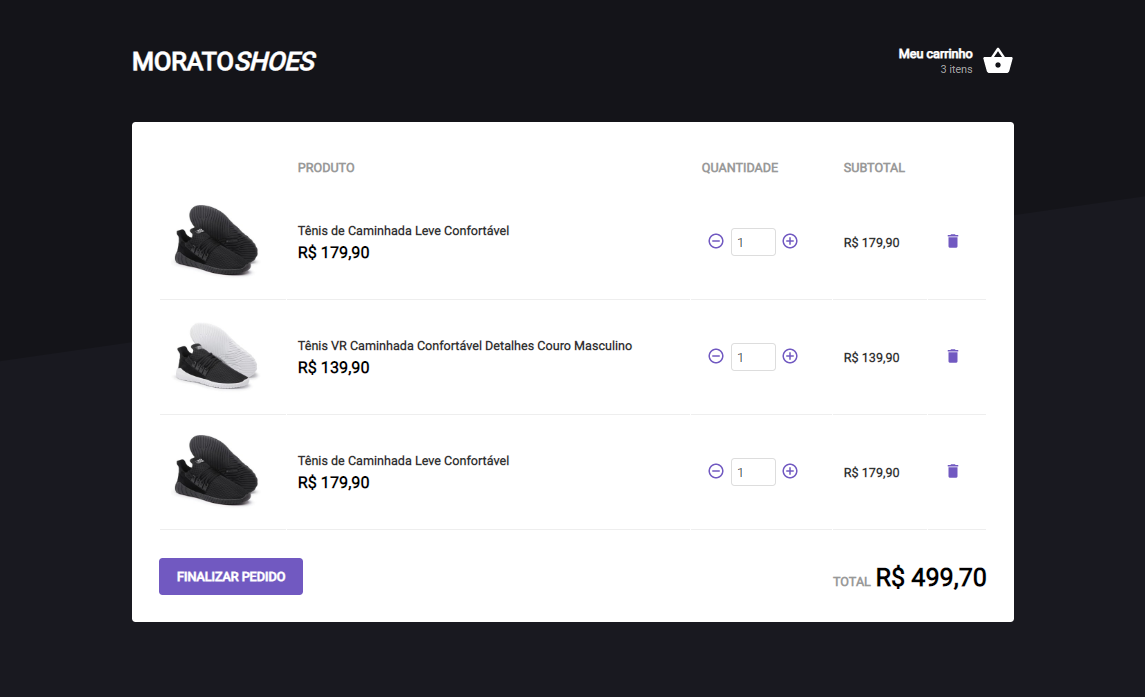 MORATOSHOES
Meu carrinho
3 itens
PRODUTO QUANTIDADE SUBTOTAL
Tênis de Caminhada Leve Confortável
R$ 179,90
1
R$ 179,90
Tênis VR Caminhada Confortável Detalhes Couro Masculino
R$ 139,90
1
R$ 139,90
Tênis de Caminhada Leve Confortável
R$ 179,90
1
R$ 179,90
FINALIZAR PEDIDO
TOTAL R$ 499,70